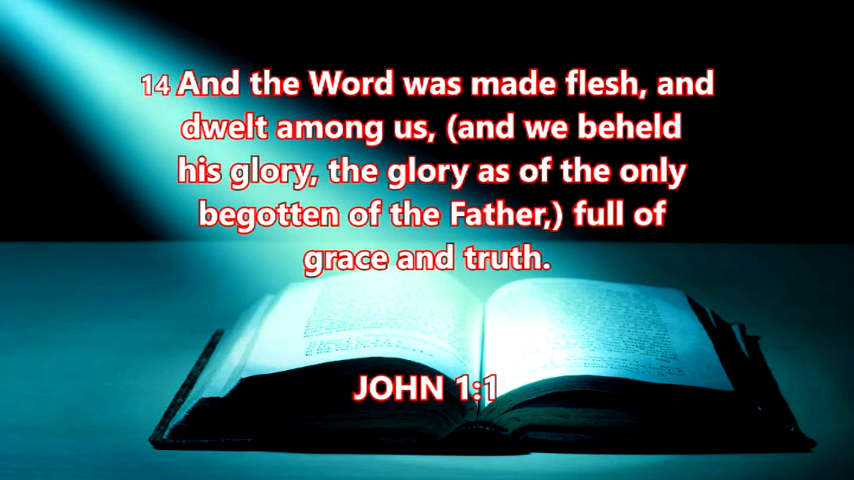 14 And the Word was made flesh, and
dwelt among us, (and we beheld
his glory, the glory as of the only
begotten of the Father,) full of
grace and truth.
JOHN 1:1